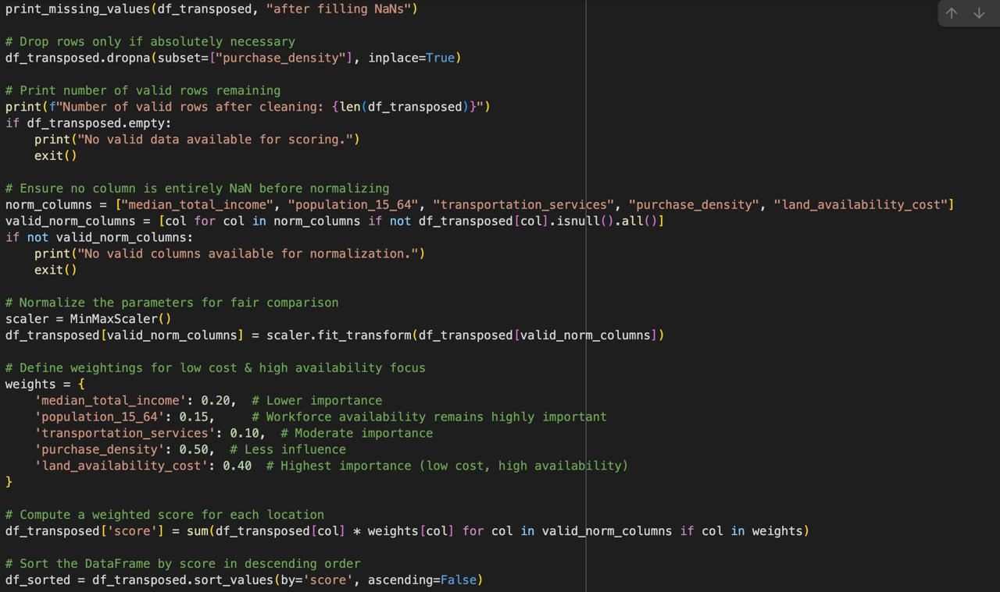 print_missing_values(df_transposed, "after filling NaNs")
# Drop rows only if absolutely necessary
df_transposed.dropna(subset=["purchase_density"], inplace=True)
# Print number of valid rows remaining
print(f"Number of valid rows after cleaning: {len(df_transposed)}")
if df_transposed.empty:
    print("No valid data available for scoring.")
    exit()
# Ensure no column is entirely NaN before normalizing
norm_columns = ["median_total_income", "population_15_64", "transportation_services", "purchase_density", "land_availability_cost"]
valid_norm_columns = [col for col in norm_columns if not df_transposed[col].isnull().all()]
if not valid_norm_columns:
    print("No valid columns available for normalization.")
    exit()
# Normalize the parameters for fair comparison
scaler = MinMaxScaler()
df_transposed[valid_norm_columns] = scaler.fit_transform(df_transposed[valid_norm_columns])
# Define weightings for low cost & high availability focus
weights = {
    'median_total_income': 0.20,  # Lower importance
    'population_15_64': 0.15,     # Workforce availability remains highly important
    'transportation_services': 0.10,  # Moderate importance
    'purchase_density': 0.50,  # Less influence
    'land_availability_cost': 0.40  # Highest importance (low cost, high availability)
}
# Compute a weighted score for each location
df_transposed['score'] = sum(df_transposed[col] * weights[col] for col in valid_norm_columns if col in weights)
# Sort the DataFrame by score in descending order
df_sorted = df_transposed.sort_values(by='score', ascending=False)